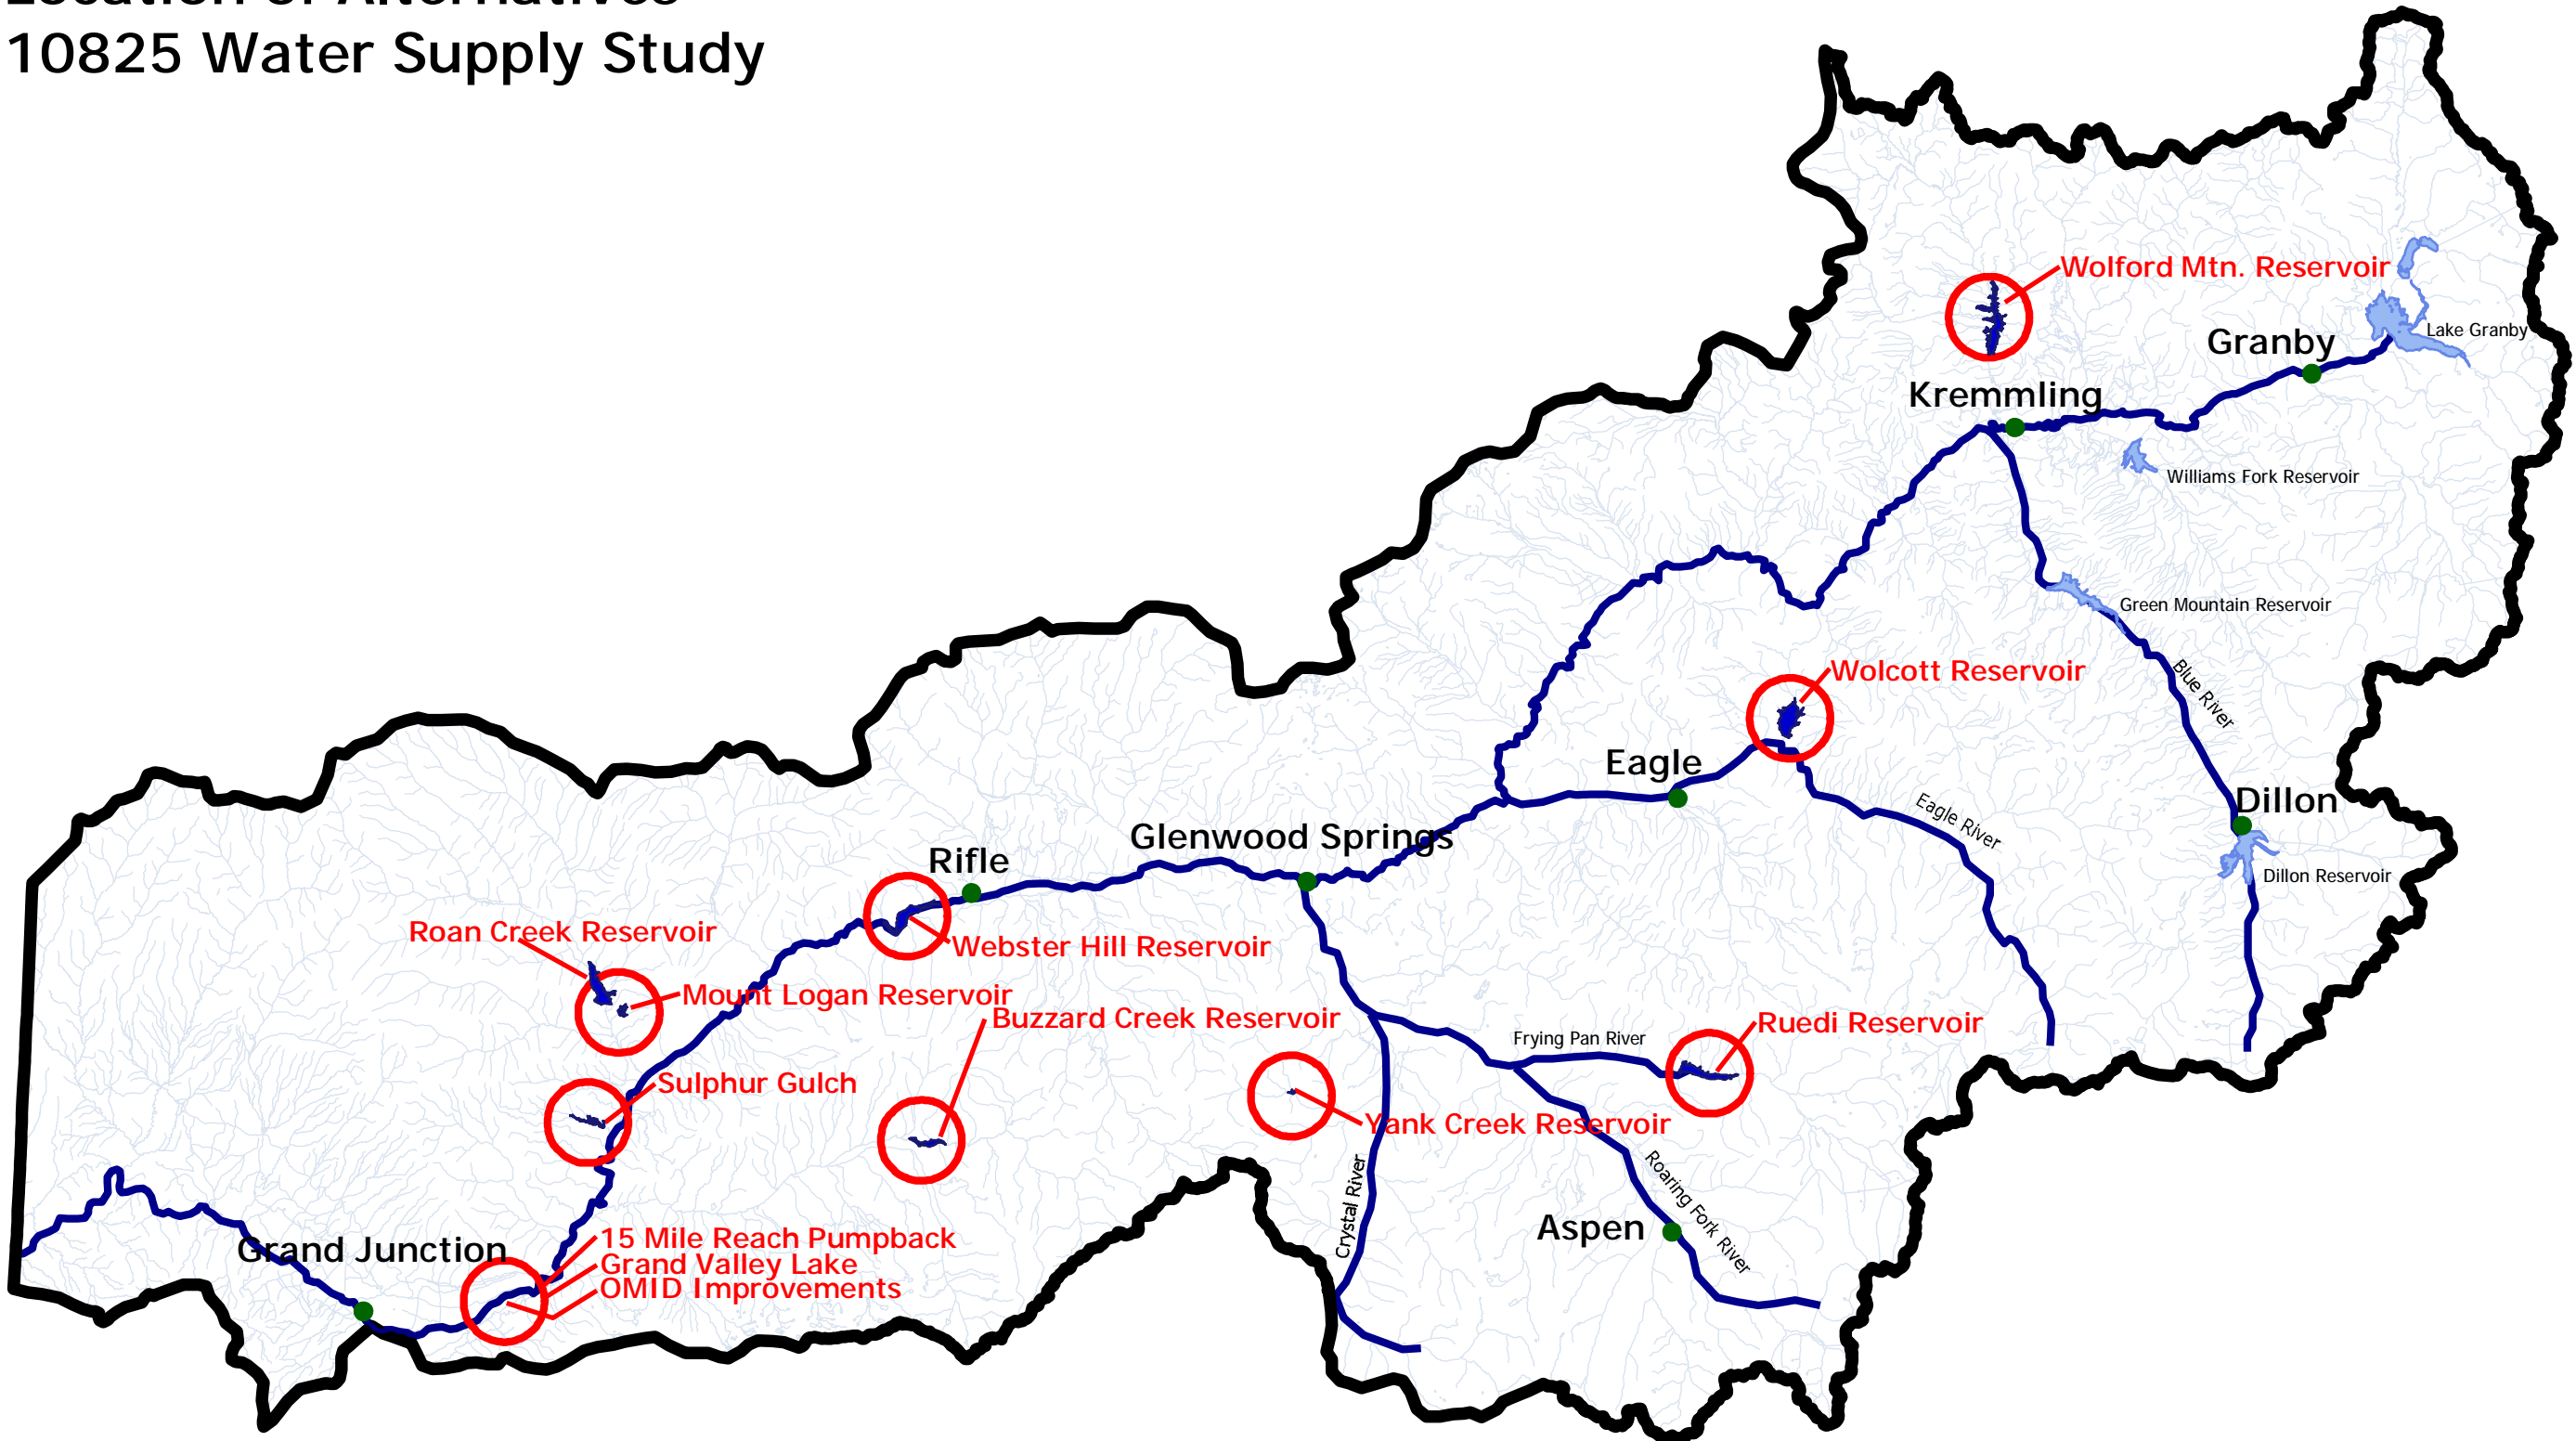 Location of Alternatives
10825 Water Supply Study
Wolford Mtn. Reservoir
Lake Granby
Granby
Kremmling
Williams Fork Reservoir
Green Mountain Reservoir
Blue River
Wolcott Reservoir
Eagle
Eagle River
Dillon
Dillon Reservoir
Glenwood Springs
Rifle
Roan Creek Reservoir
Webster Hill Reservoir
Mount Logan Reservoir
Buzzard Creek Reservoir
Frying Pan River
Ruedi Reservoir
Sulphur Gulch
Yank Creek Reservoir
Crystal River
Roaring Fork River
Aspen
Grand Junction
15 Mile Reach Pumpback
Grand Valley Lake
OMID Improvements